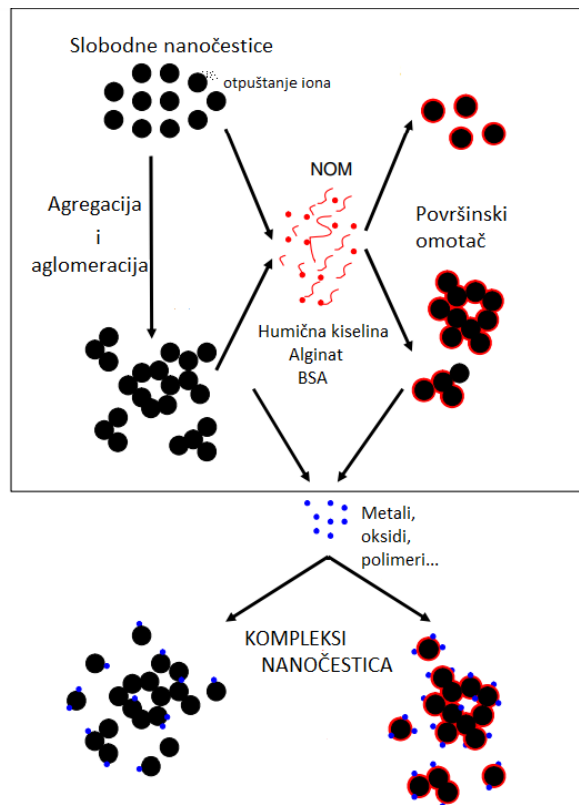 Slobodne nanočestice
otpuštanje iona
NOM
Agregacija
i
aglomeracija
Površinski
omotač
Humična kiselina
Alginat
BSA
Metali,
oksidi,
polimeri...
KOMPLEKSI
NANOČESTICA